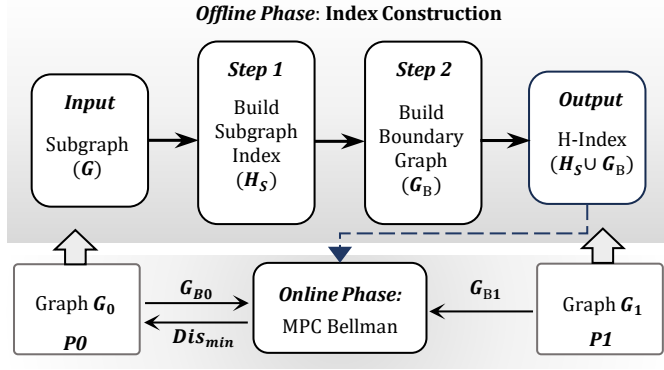 Offline Phase: Index Construction
Input
Subgraph
(G)
Step 1
Build
Subgraph
Index
(H_S)
Step 2
Build
Boundary
Graph
(G_B)
Output
H-Index
(H_S ∪ G_B)
Graph G_0
P0
G_B0
Dis_min
Online Phase:
MPC Bellman
G_B1
Graph G_1
P1